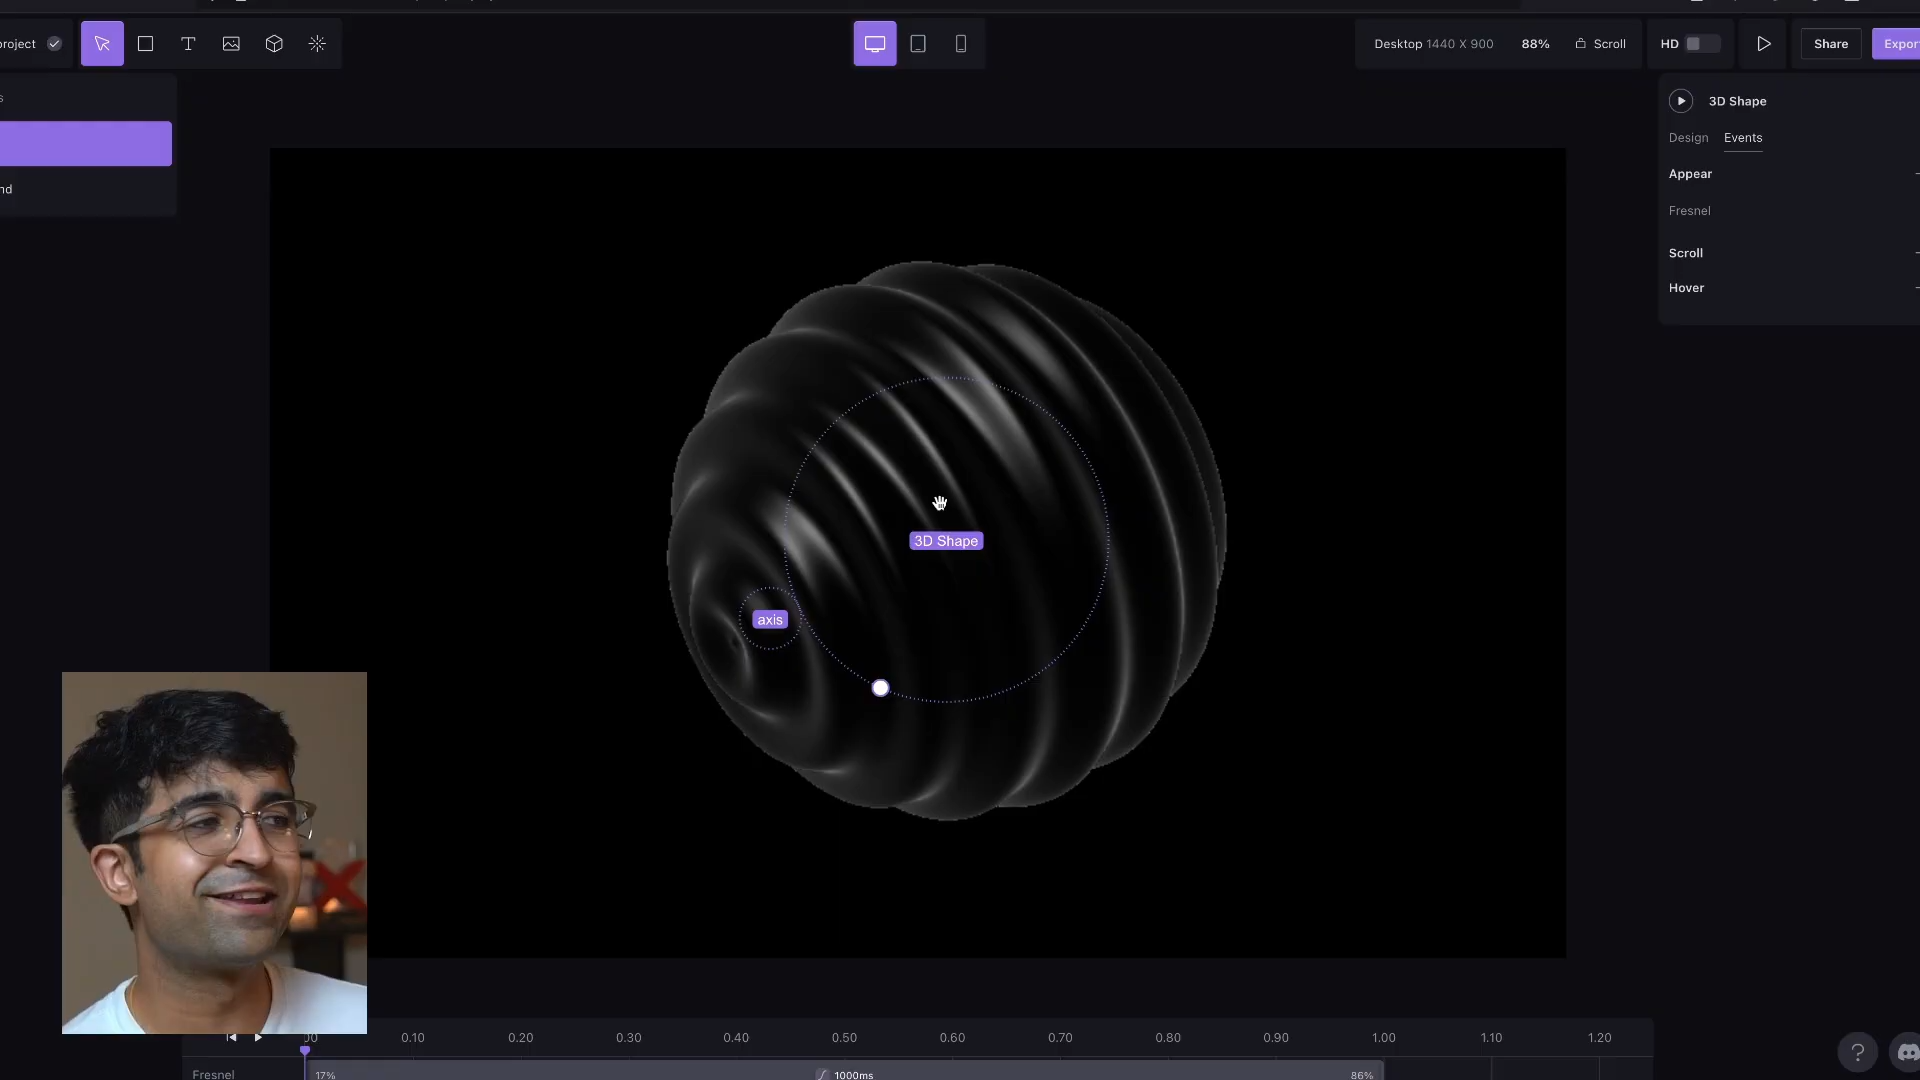 roject
Desktop 1440 X 900
88%
Scroll
HD
Share
Expor
s
nd
3D Shape
Design
Events
Appear
Fresnel
Scroll
Hover
3D Shape
axis
00
0.10
0.20
0.30
0.40
0.50
0.60
0.70
0.80
0.90
1.00
1.10
1.20
?
Fresnel
17%
1000ms
86%